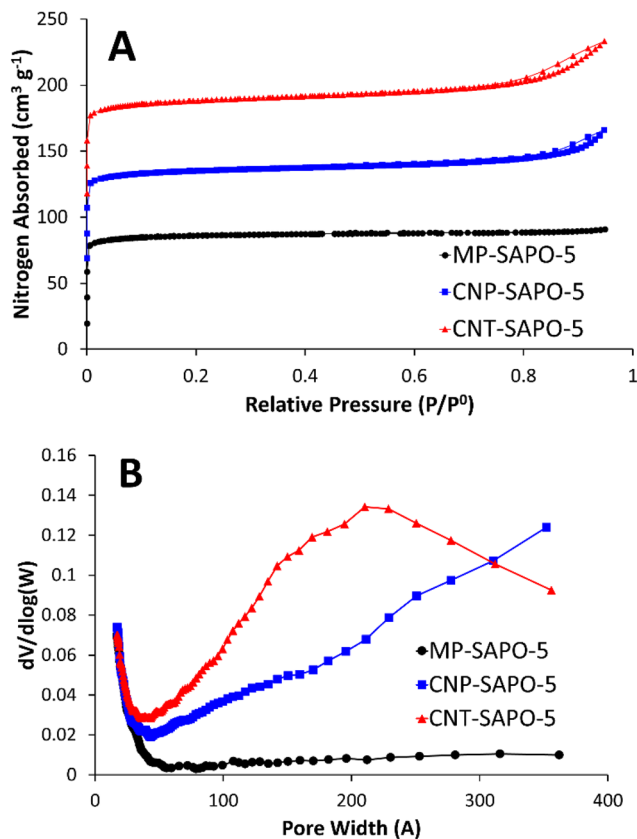 A
Nitrogen Absorbed (cm³ g⁻¹)
250
200
150
100
50
0
MP-SAPO-5
CNP-SAPO-5
CNT-SAPO-5
0
0.2
0.4
0.6
0.8
1
Relative Pressure (P/P⁰)
B
dV/dlog(W)
0.16
0.14
0.12
0.1
0.08
0.06
0.04
0.02
0
MP-SAPO-5
CNP-SAPO-5
CNT-SAPO-5
0
100
200
300
400
Pore Width (A)